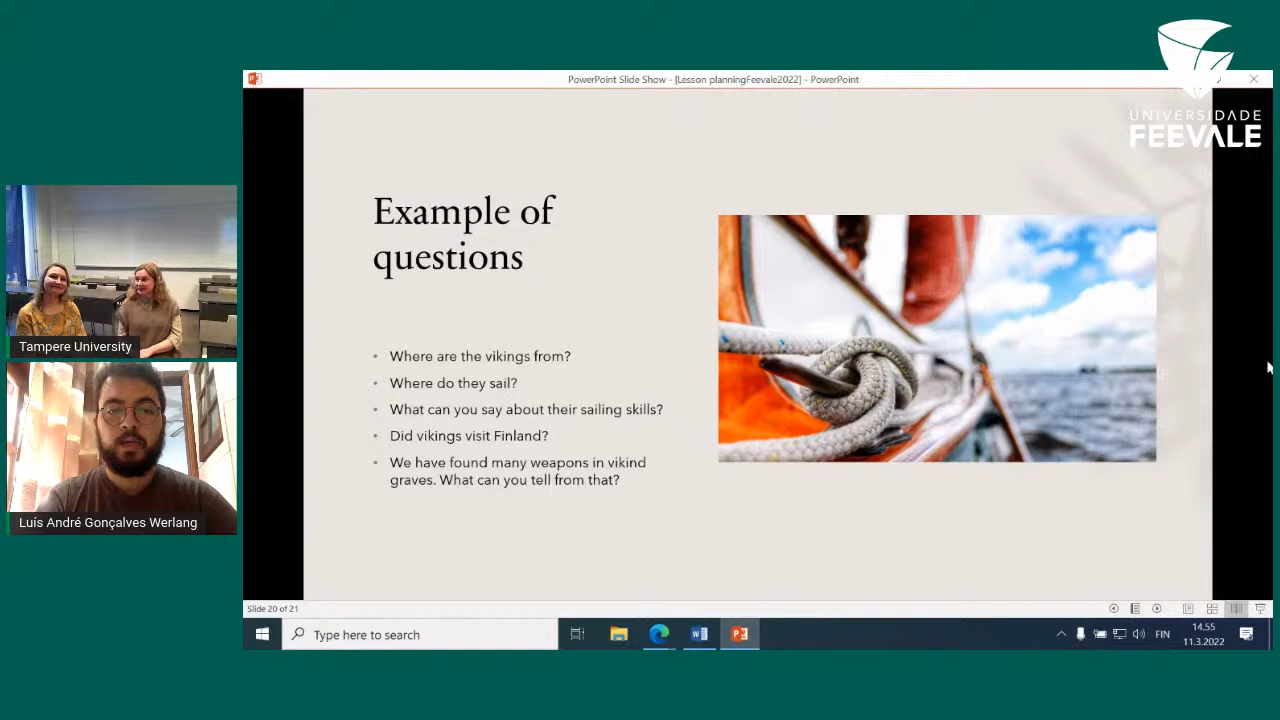 PowerPoint Slide Show - [Lesson planningFeevale2022] - PowerPoint
UNIVERSIDADE
FEEVALE
Example of
questions
• Where are the vikings from?
• Where do they sail?
• What can you say about their sailing skills?
• Did vikings visit Finland?
• We have found many weapons in vikind
graves. What can you tell from that?
Tampere University
Luís André Gonçalves Werlang
Slide 20 of 21
Type here to search
FIN
14.55
11.3.2022